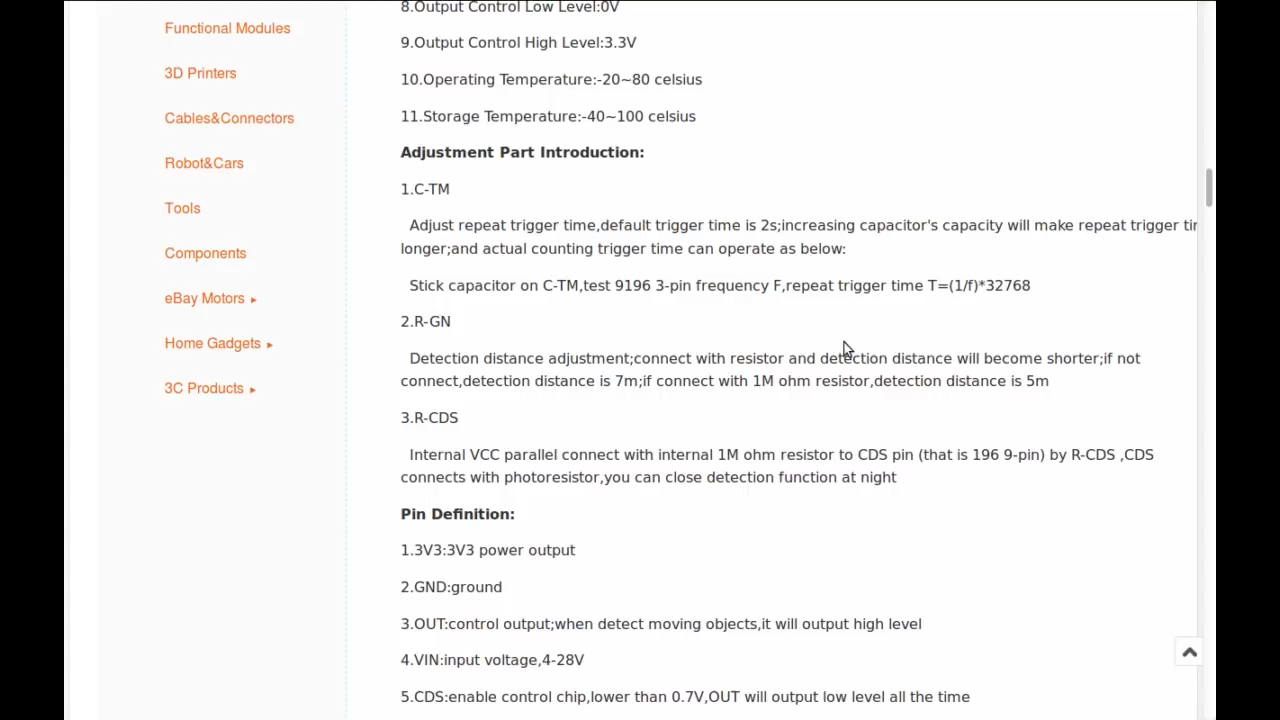 Functional Modules
3D Printers
Cables&Connectors
Robot&Cars
Tools
Components
eBay Motors ▸
Home Gadgets ▸
3C Products ▸
8.Output Control Low Level:0V
9.Output Control High Level:3.3V
10.Operating Temperature:-20~80 celsius
11.Storage Temperature:-40~100 celsius
Adjustment Part Introduction:
1.C-TM
Adjust repeat trigger time,default trigger time is 2s;increasing capacitor's capacity will make repeat trigger
longer;and actual counting trigger time can operate as below:
Stick capacitor on C-TM,test 9196 3-pin frequency F,repeat trigger time T=(1/f)*32768
2.R-GN
Detection distance adjustment;connect with resistor and detection distance will become shorter;if not
connect,detection distance is 7m;if connect with 1M ohm resistor,detection distance is 5m
3.R-CDS
Internal VCC parallel connect with internal 1M ohm resistor to CDS pin (that is 196 9-pin) by R-CDS ,CDS
connects with photoresistor,you can close detection function at night
Pin Definition:
1.3V3:3V3 power output
2.GND:ground
3.OUT:control output;when detect moving objects,it will output high level
4.VIN:input voltage,4-28V
5.CDS:enable control chip,lower than 0.7V,OUT will output low level all the time